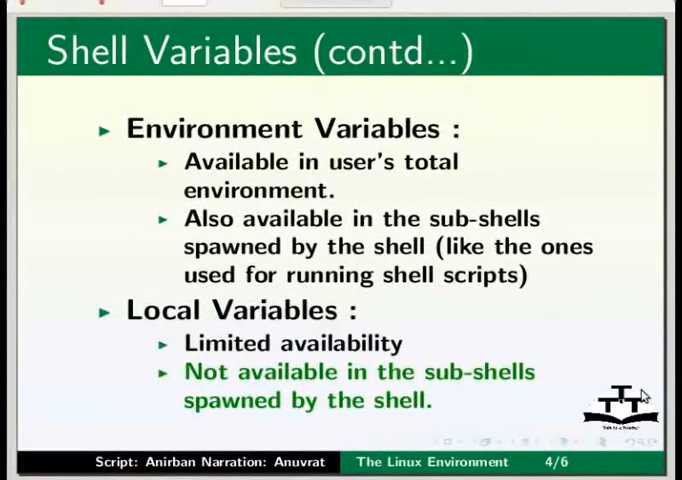 Shell Variables (contd...)
Environment Variables :
Available in user's total
environment.
Also available in the sub-shells
spawned by the shell (like the ones
used for running shell scripts)
Local Variables :
Limited availability
Not available in the sub-shells
spawned by the shell.
Script: Anirban Narration: Anuvrat The Linux Environment 4/6